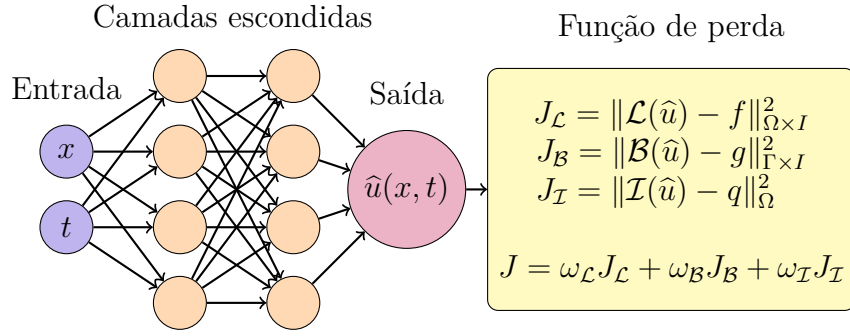 Camadas escondidas
Função de perda
Entrada
Saída
x
t
û(x, t)
J_ℒ = ‖ℒ(û) − f‖²_{Ω×I}
J_ℬ = ‖ℬ(û) − g‖²_{Γ×I}
J_ℐ = ‖ℐ(û) − q‖²_Ω
J = ω_ℒ J_ℒ + ω_ℬ J_ℬ + ω_ℐ J_ℐ